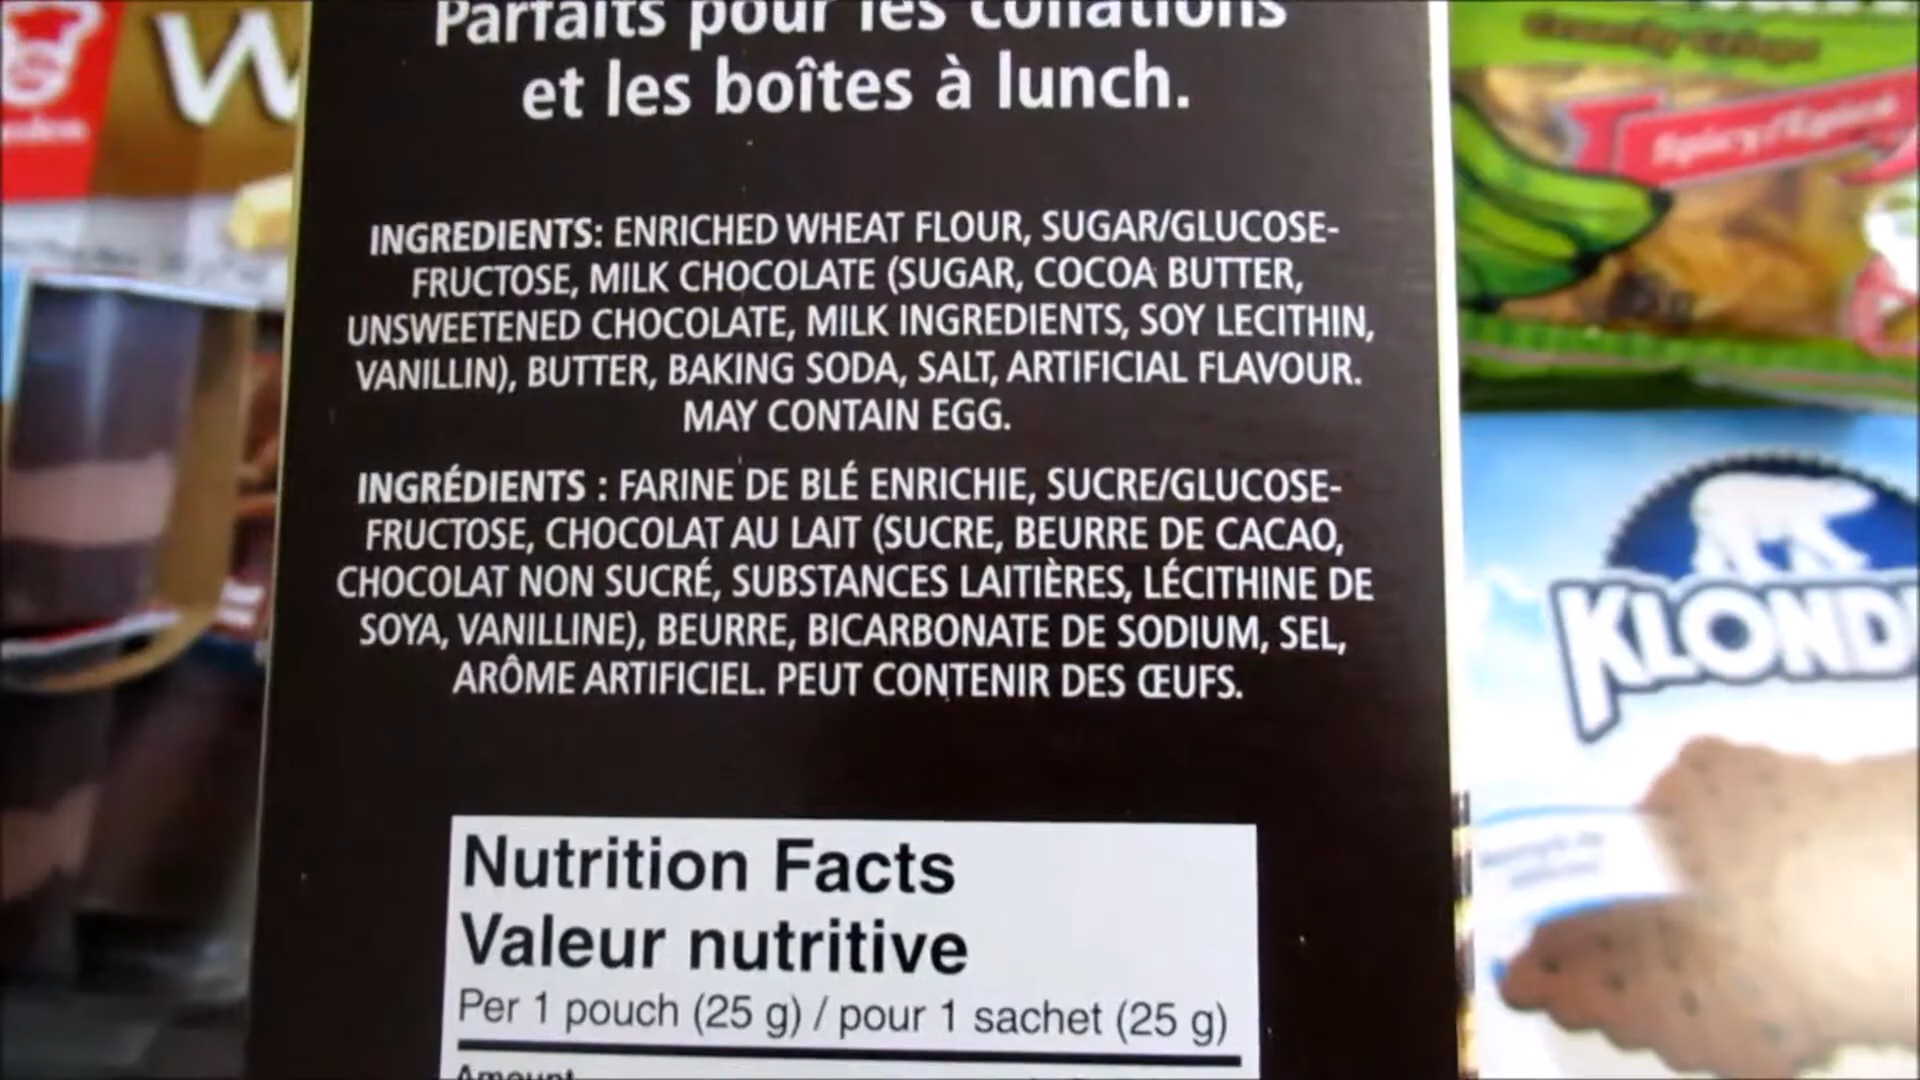 Parfaits pour les collations
et les boîtes à lunch.
INGREDIENTS: ENRICHED WHEAT FLOUR, SUGAR/GLUCOSE-
FRUCTOSE, MILK CHOCOLATE (SUGAR, COCOA BUTTER,
UNSWEETENED CHOCOLATE, MILK INGREDIENTS, SOY LECITHIN,
VANILLIN), BUTTER, BAKING SODA, SALT, ARTIFICIAL FLAVOUR.
MAY CONTAIN EGG.
INGRÉDIENTS : FARINE DE BLÉ ENRICHIE, SUCRE/GLUCOSE-
FRUCTOSE, CHOCOLAT AU LAIT (SUCRE, BEURRE DE CACAO,
CHOCOLAT NON SUCRÉ, SUBSTANCES LAITIÈRES, LÉCITHINE DE
SOYA, VANILLINE), BEURRE, BICARBONATE DE SODIUM, SEL,
ARÔME ARTIFICIEL. PEUT CONTENIR DES ŒUFS.
Nutrition Facts
Valeur nutritive
Per 1 pouch (25 g) / pour 1 sachet (25 g)
Amount
W
Spicy/Épicé
KLOND